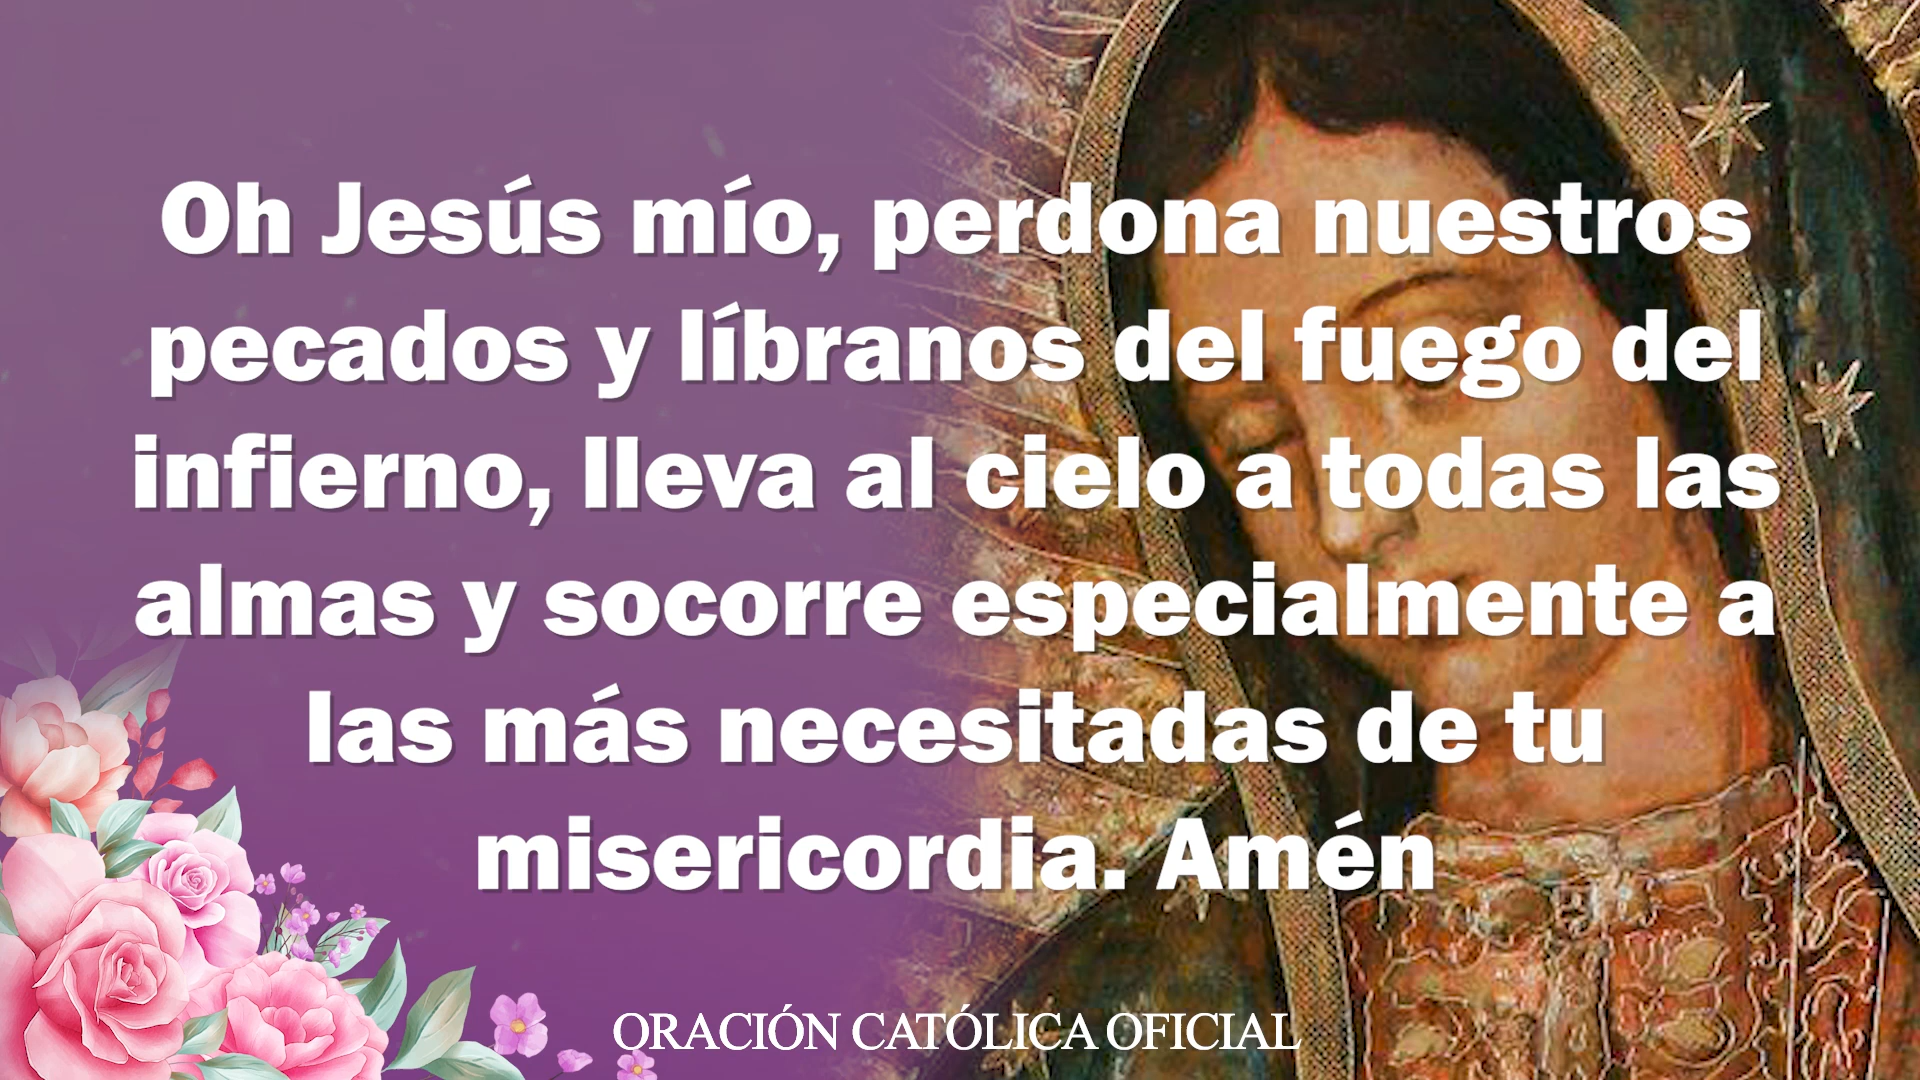 Oh Jesús mío, perdona nuestros
pecados y líbranos del fuego del
infierno, lleva al cielo a todas las
almas y socorre especialmente a
las más necesitadas de tu
misericordia. Amén
ORACIÓN CATÓLICA OFICIAL